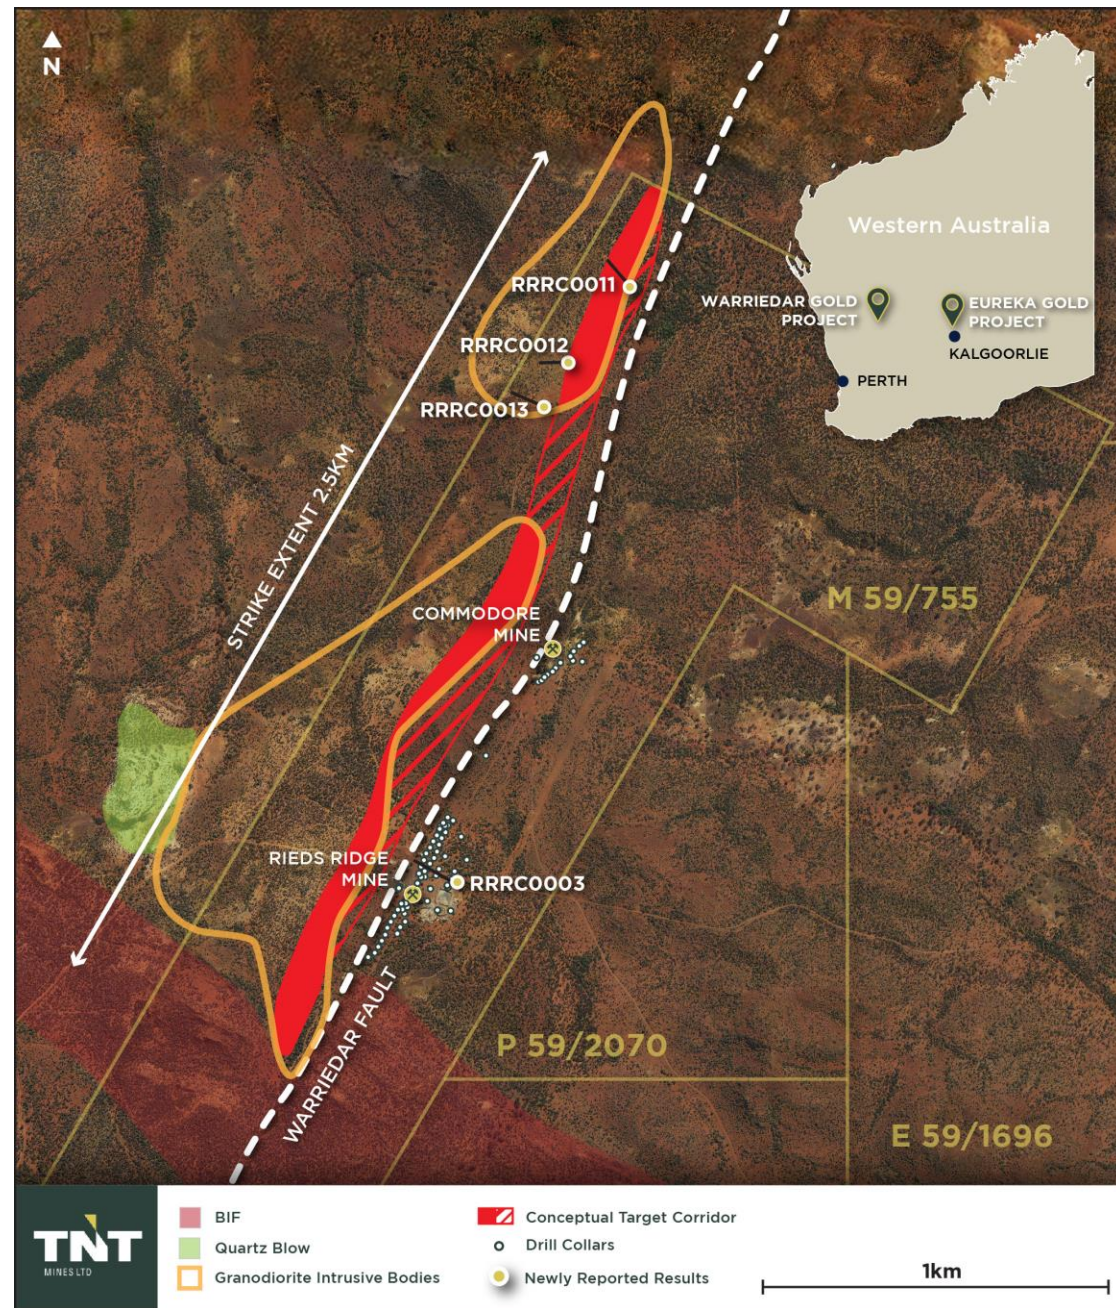 N
Western Australia
WARRIEDAR GOLD
PROJECT
EUREKA GOLD
PROJECT
KALGOORLIE
PERTH
RRRC0011
RRRC0012
RRRC0013
STRIKE EXTENT 2.5KM
M 59/755
COMMODORE
MINE
RIEDS RIDGE
MINE
RRRC0003
WARRIEDAR FAULT
P 59/2070
E 59/1696
TNT
MINES LTD
BIF
Quartz Blow
Granodiorite Intrusive Bodies
Conceptual Target Corridor
Drill Collars
Newly Reported Results
1km